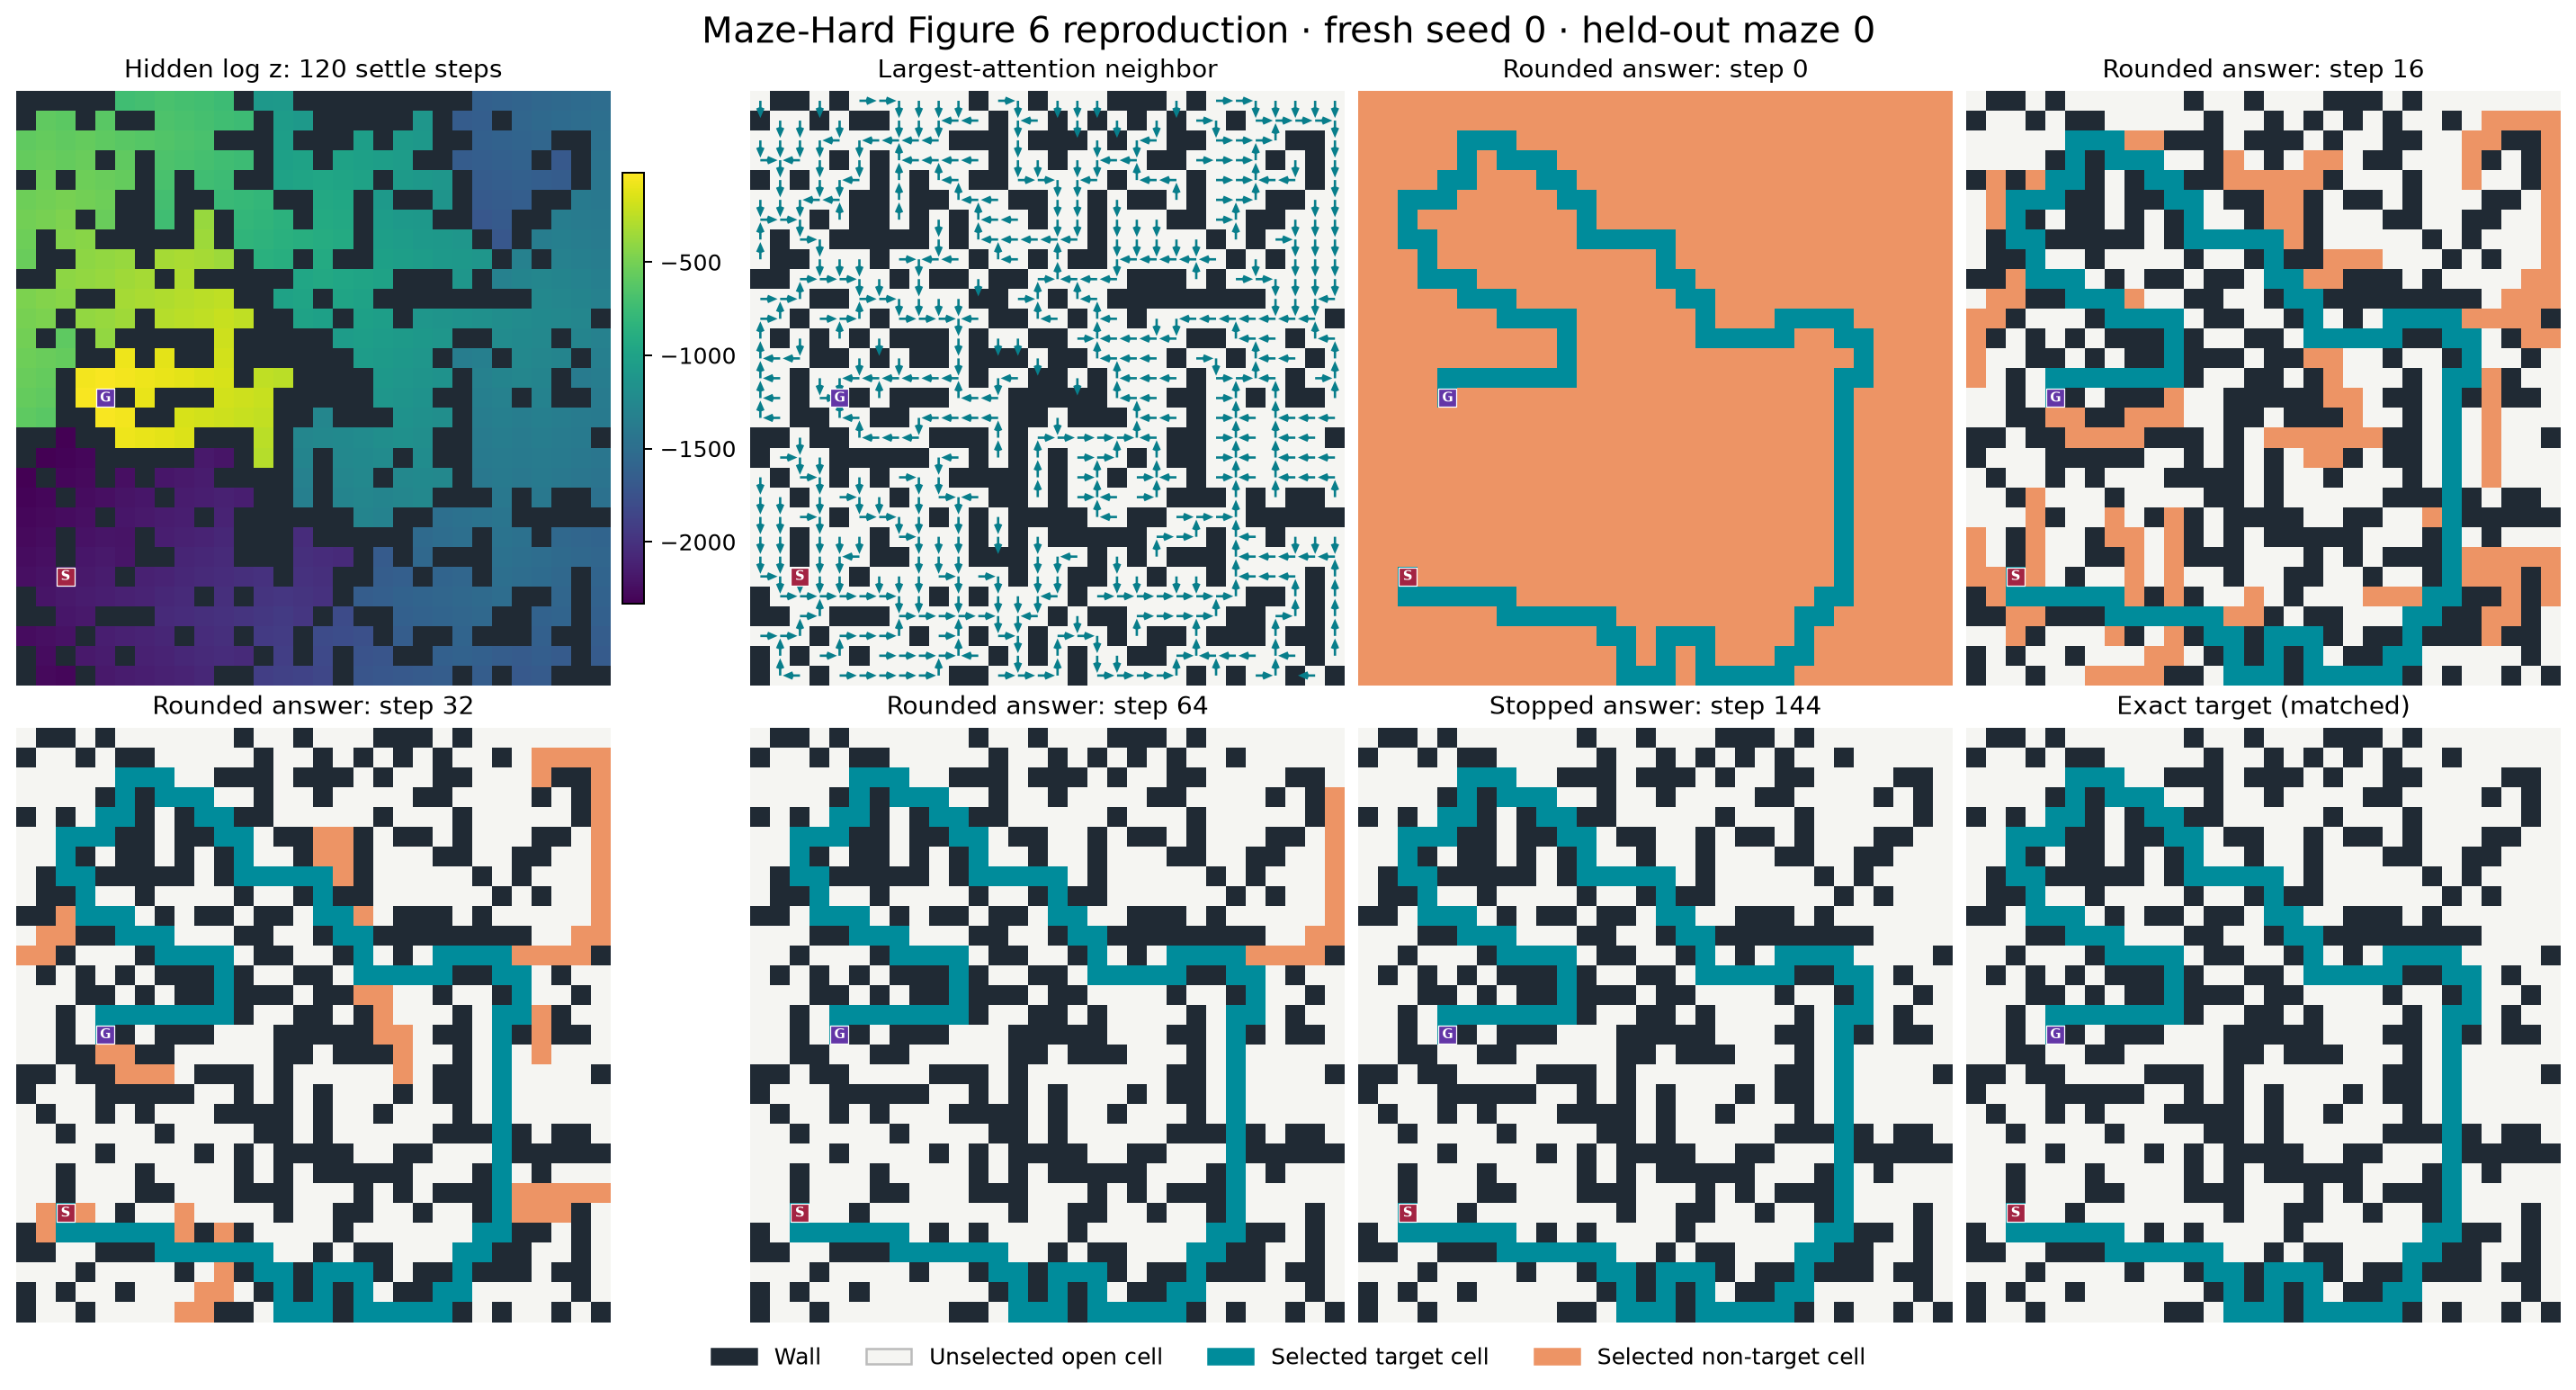 Maze-Hard Figure 6 reproduction · fresh seed 0 · held-out maze 0
Hidden log z: 120 settle steps
Largest-attention neighbor
Rounded answer: step 0
Rounded answer: step 16
G
S
−500
−1000
−1500
−2000
G
S
G
S
G
S
Rounded answer: step 32
Rounded answer: step 64
Stopped answer: step 144
Exact target (matched)
G
S
G
S
G
S
G
S
Wall
Unselected open cell
Selected target cell
Selected non-target cell